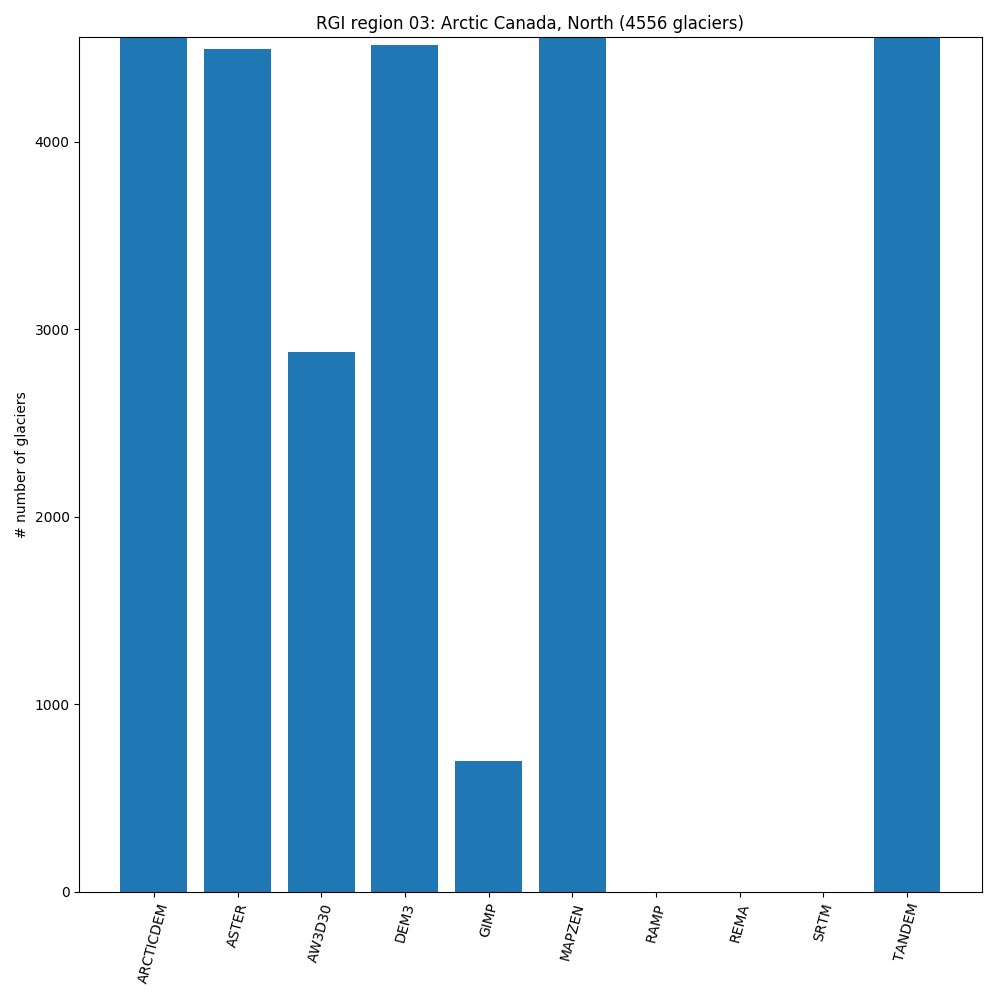 RGI region 03: Arctic Canada, North (4556 glaciers)
# number of glaciers
4000
3000
2000
1000
0
ARCTICDEM
ASTER
AW3D30
DEM3
GIMP
MAPZEN
RAMP
REMA
SRTM
TANDEM